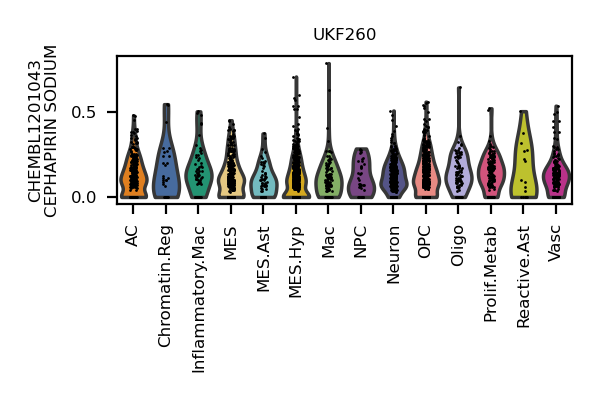 UKF260
CHEMBL1201043
CEPHAPIRIN SODIUM
0.5
0.0
AC
Chromatin.Reg
Inflammatory.Mac
MES
MES.Ast
MES.Hyp
Mac
NPC
Neuron
OPC
Oligo
Prolif.Metab
Reactive.Ast
Vasc